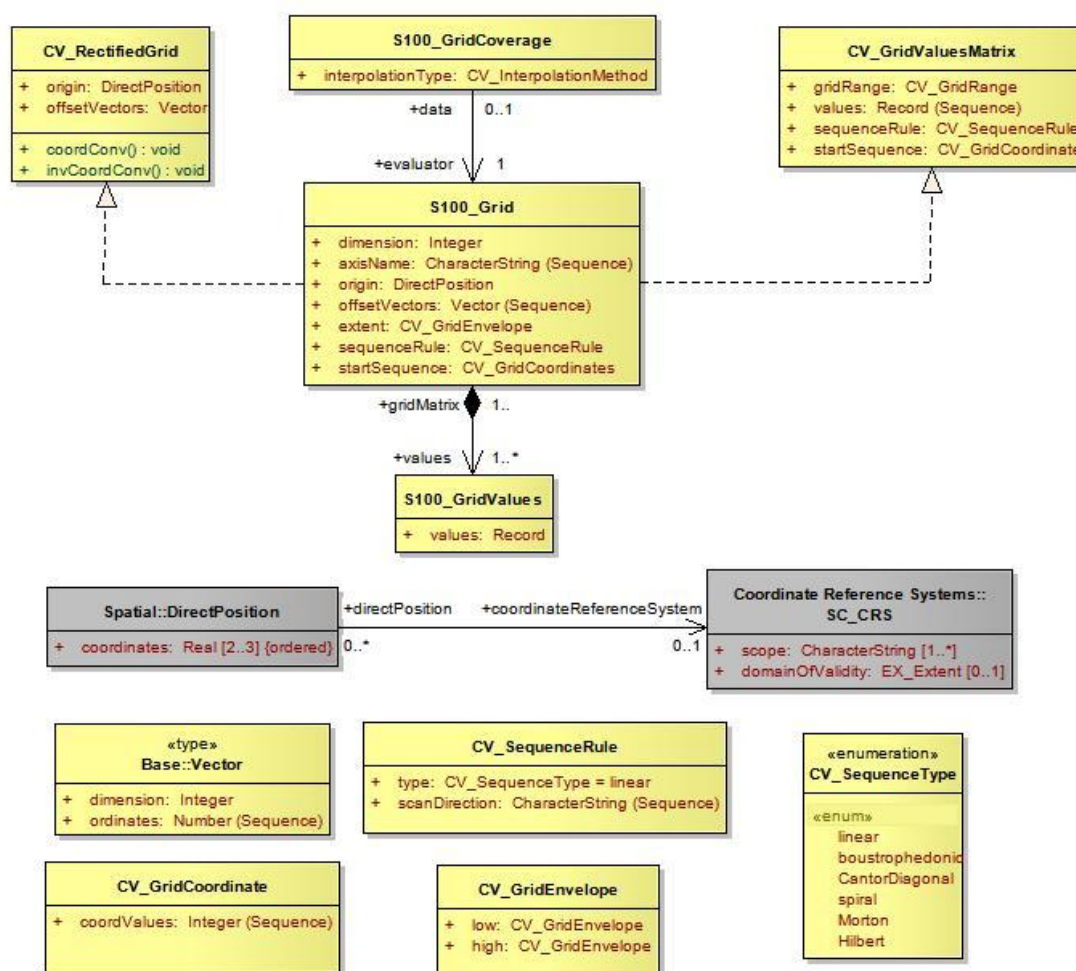 CV_RectifiedGrid
+ origin: DirectPosition
+ offsetVectors: Vector
+ coordConv() : void
+ invCoordConv() : void
S100_GridCoverage
+ interpolationType: CV_InterpolationMethod
CV_GridValuesMatrix
+ gridRange: CV_GridRange
+ values: Record (Sequence)
+ sequenceRule: CV_SequenceRule
+ startSequence: CV_GridCoordinate
+data 0..1
+evaluator 1
S100_Grid
+ dimension: Integer
+ axisName: CharacterString (Sequence)
+ origin: DirectPosition
+ offsetVectors: Vector (Sequence)
+ extent: CV_GridEnvelope
+ sequenceRule: CV_SequenceRule
+ startSequence: CV_GridCoordinates
+gridMatrix 1..
+values 1..*
S100_GridValues
+ values: Record
Spatial::DirectPosition
+ coordinates: Real [2..3] {ordered}
+directPosition +coordinateReferenceSystem
0..* 0..1
Coordinate Reference Systems::
SC_CRS
+ scope: CharacterString [1..*]
+ domainOfValidity: EX_Extent [0..1]
«type»
Base::Vector
+ dimension: Integer
+ ordinates: Number (Sequence)
CV_SequenceRule
+ type: CV_SequenceType = linear
+ scanDirection: CharacterString (Sequence)
«enumeration»
CV_SequenceType
«enum»
linear
boustrophedonic
CantorDiagonal
spiral
Morton
Hilbert
CV_GridCoordinate
+ coordValues: Integer (Sequence)
CV_GridEnvelope
+ low: CV_GridEnvelope
+ high: CV_GridEnvelope